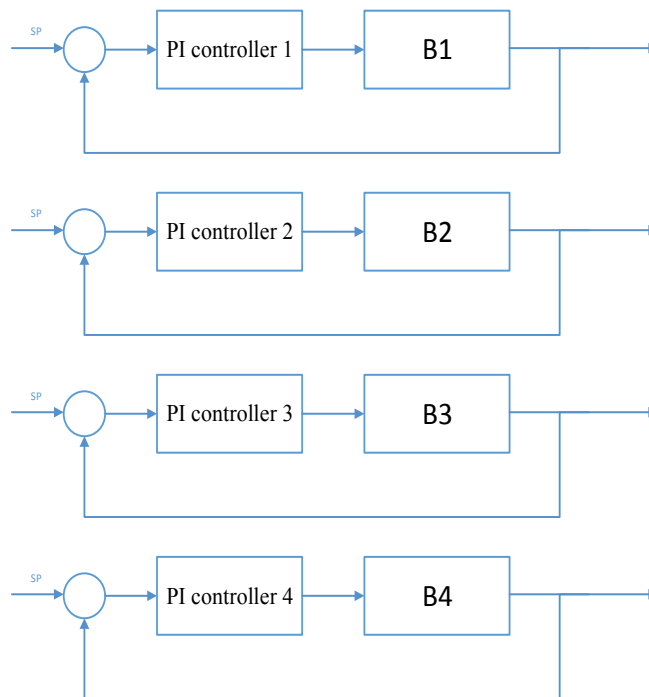 SP
PI controller 1
B1
SP
PI controller 2
B2
SP
PI controller 3
B3
SP
PI controller 4
B4